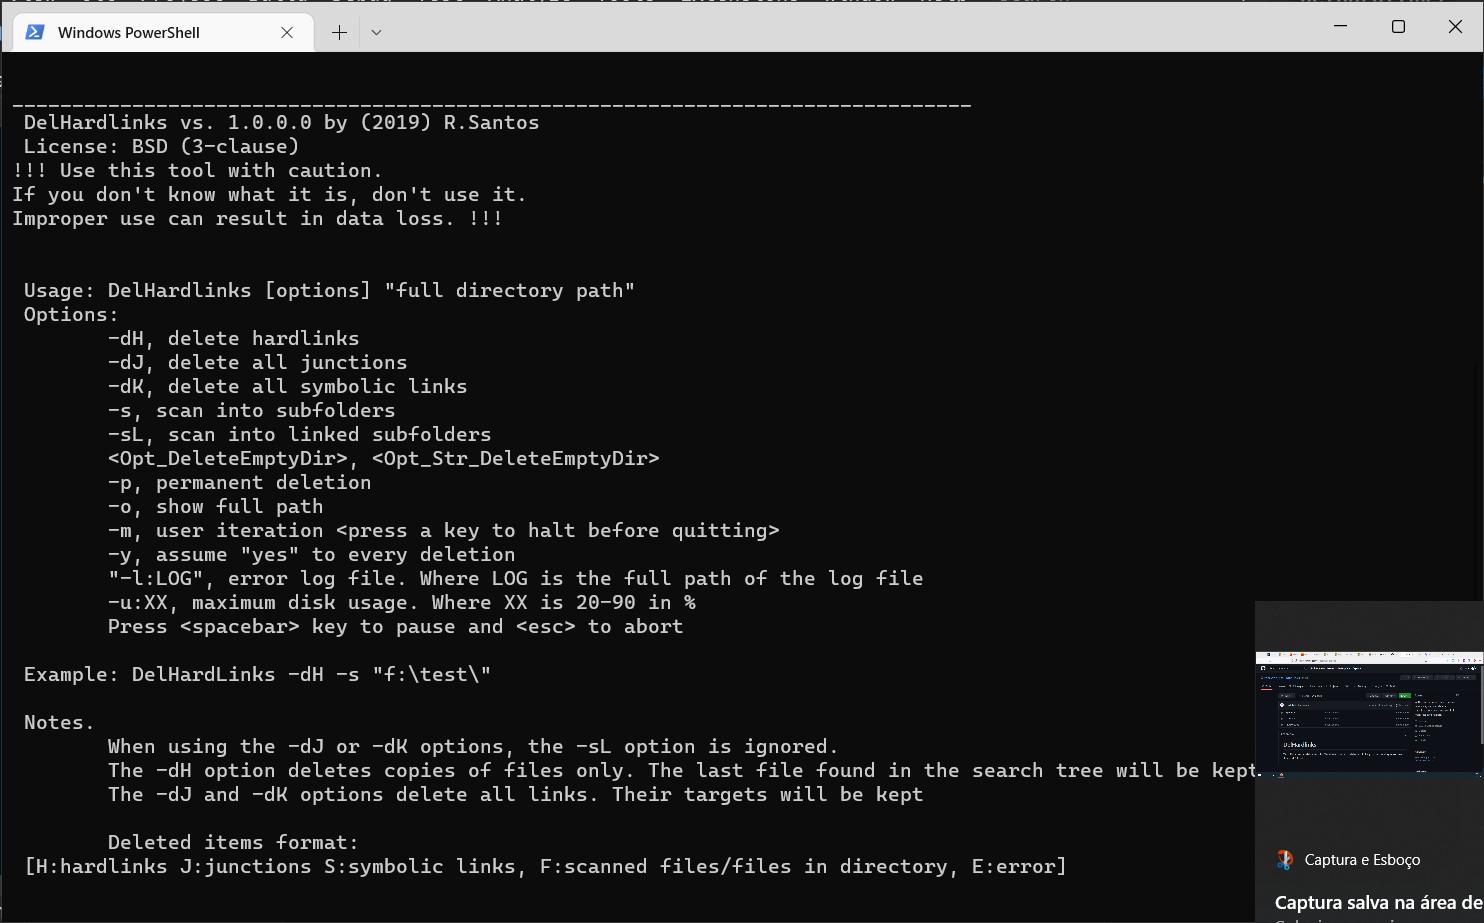 Windows PowerShell
DelHardlinks vs. 1.0.0.0 by (2019) R.Santos
License: BSD (3-clause)
!!! Use this tool with caution.
If you don't know what it is, don't use it.
Improper use can result in data loss. !!!
Usage: DelHardlinks [options] "full directory path"
Options:
-dH, delete hardlinks
-dJ, delete all junctions
-dK, delete all symbolic links
-s, scan into subfolders
-sL, scan into linked subfolders
<Opt_DeleteEmptyDir>, <Opt_Str_DeleteEmptyDir>
-p, permanent deletion
-o, show full path
-m, user iteration <press a key to halt before quitting>
-y, assume "yes" to every deletion
"-l:LOG", error log file. Where LOG is the full path of the log file
-u:XX, maximum disk usage. Where XX is 20-90 in %
Press <spacebar> key to pause and <esc> to abort
Example: DelHardLinks -dH -s "f:\test\"
Notes.
When using the -dJ or -dK options, the -sL option is ignored.
The -dH option deletes copies of files only. The last file found in the search tree will be kept
The -dJ and -dK options delete all links. Their targets will be kept
Deleted items format:
[H:hardlinks J:junctions S:symbolic links, F:scanned files/files in directory, E:error]
DelHardlinks
Captura e Esboço
Captura salva na área de